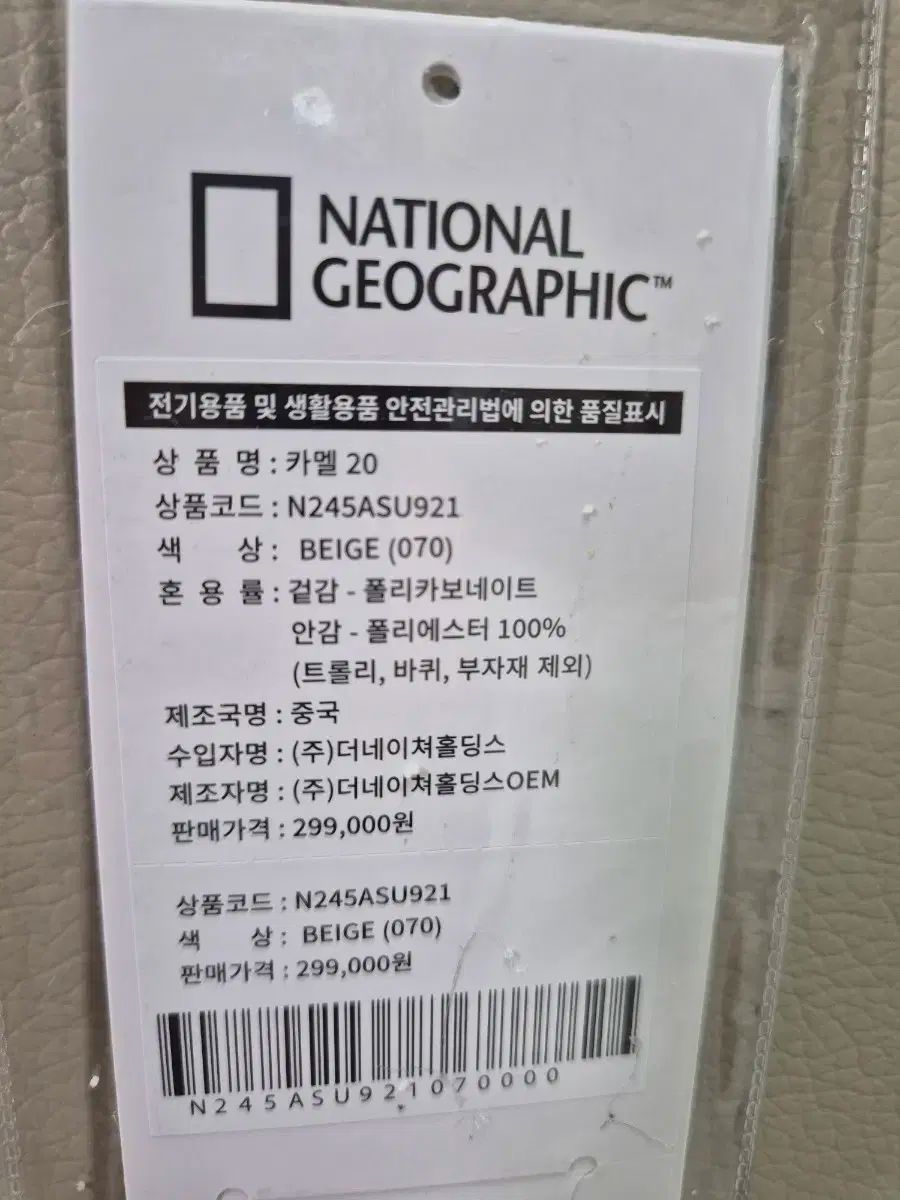 NATIONAL
GEOGRAPHIC™
전기용품 및 생활용품 안전관리법에 의한 품질표시
상 품 명 : 카멜 20
상품코드 : N245ASU921
색 상 : BEIGE (070)
혼 용 률 : 겉감 - 폴리카보네이트
안감 - 폴리에스터 100%
(트롤리, 바퀴, 부자재 제외)
제조국명 : 중국
수입자명 : (주)더네이쳐홀딩스
제조자명 : (주)더네이쳐홀딩스OEM
판매가격 : 299,000원
상품코드 : N245ASU921
색 상 : BEIGE (070)
판매가격 : 299,000원
N245ASU921070000